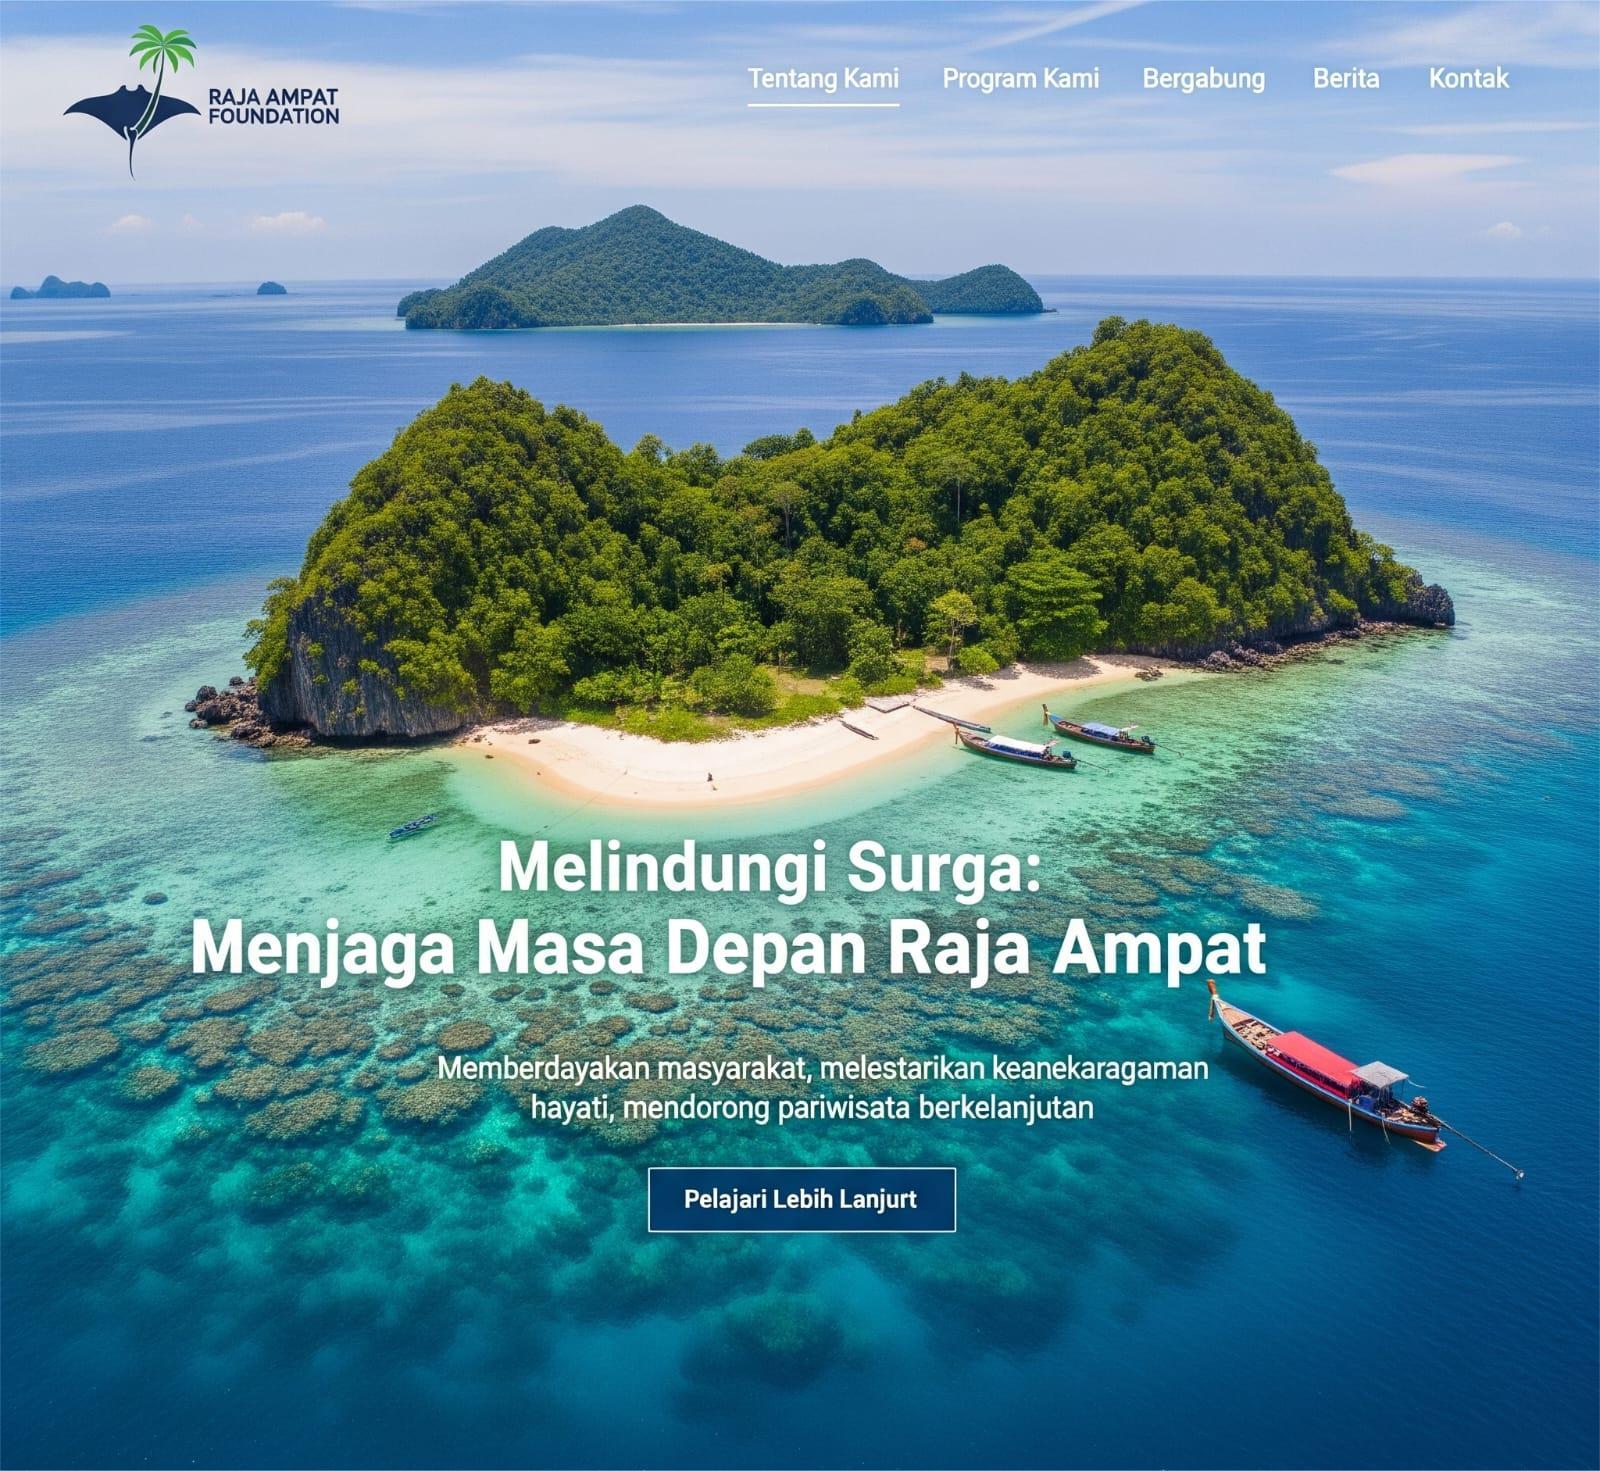 RAJA AMPAT
FOUNDATION
Tentang Kami Program Kami Bergabung Berita Kontak
Melindungi Surga:
Menjaga Masa Depan Raja Ampat
Memberdayakan masyarakat, melestarikan keanekaragaman
hayati, mendorong pariwisata berkelanjutan
Pelajari Lebih Lanjurt